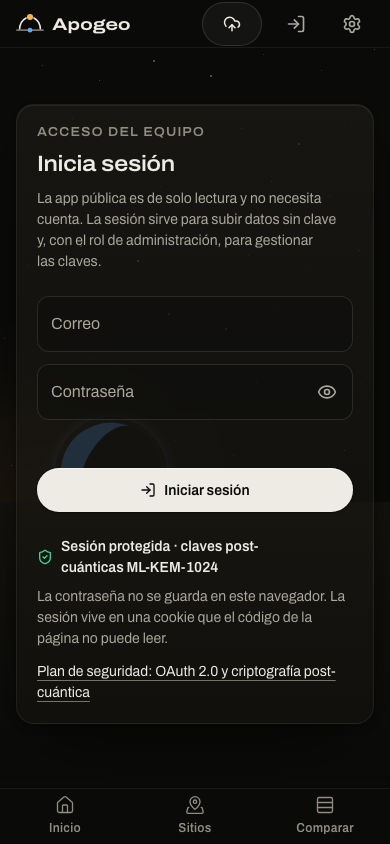 Apogeo
ACCESO DEL EQUIPO
Inicia sesión
La app pública es de solo lectura y no necesita
cuenta. La sesión sirve para subir datos sin clave
y, con el rol de administración, para gestionar
las claves.
Correo
Contraseña
Iniciar sesión
Sesión protegida · claves post-
cuánticas ML-KEM-1024
La contraseña no se guarda en este navegador. La
sesión vive en una cookie que el código de la
página no puede leer.
Plan de seguridad: OAuth 2.0 y criptografía post-
cuántica
Inicio
Sitios
Comparar